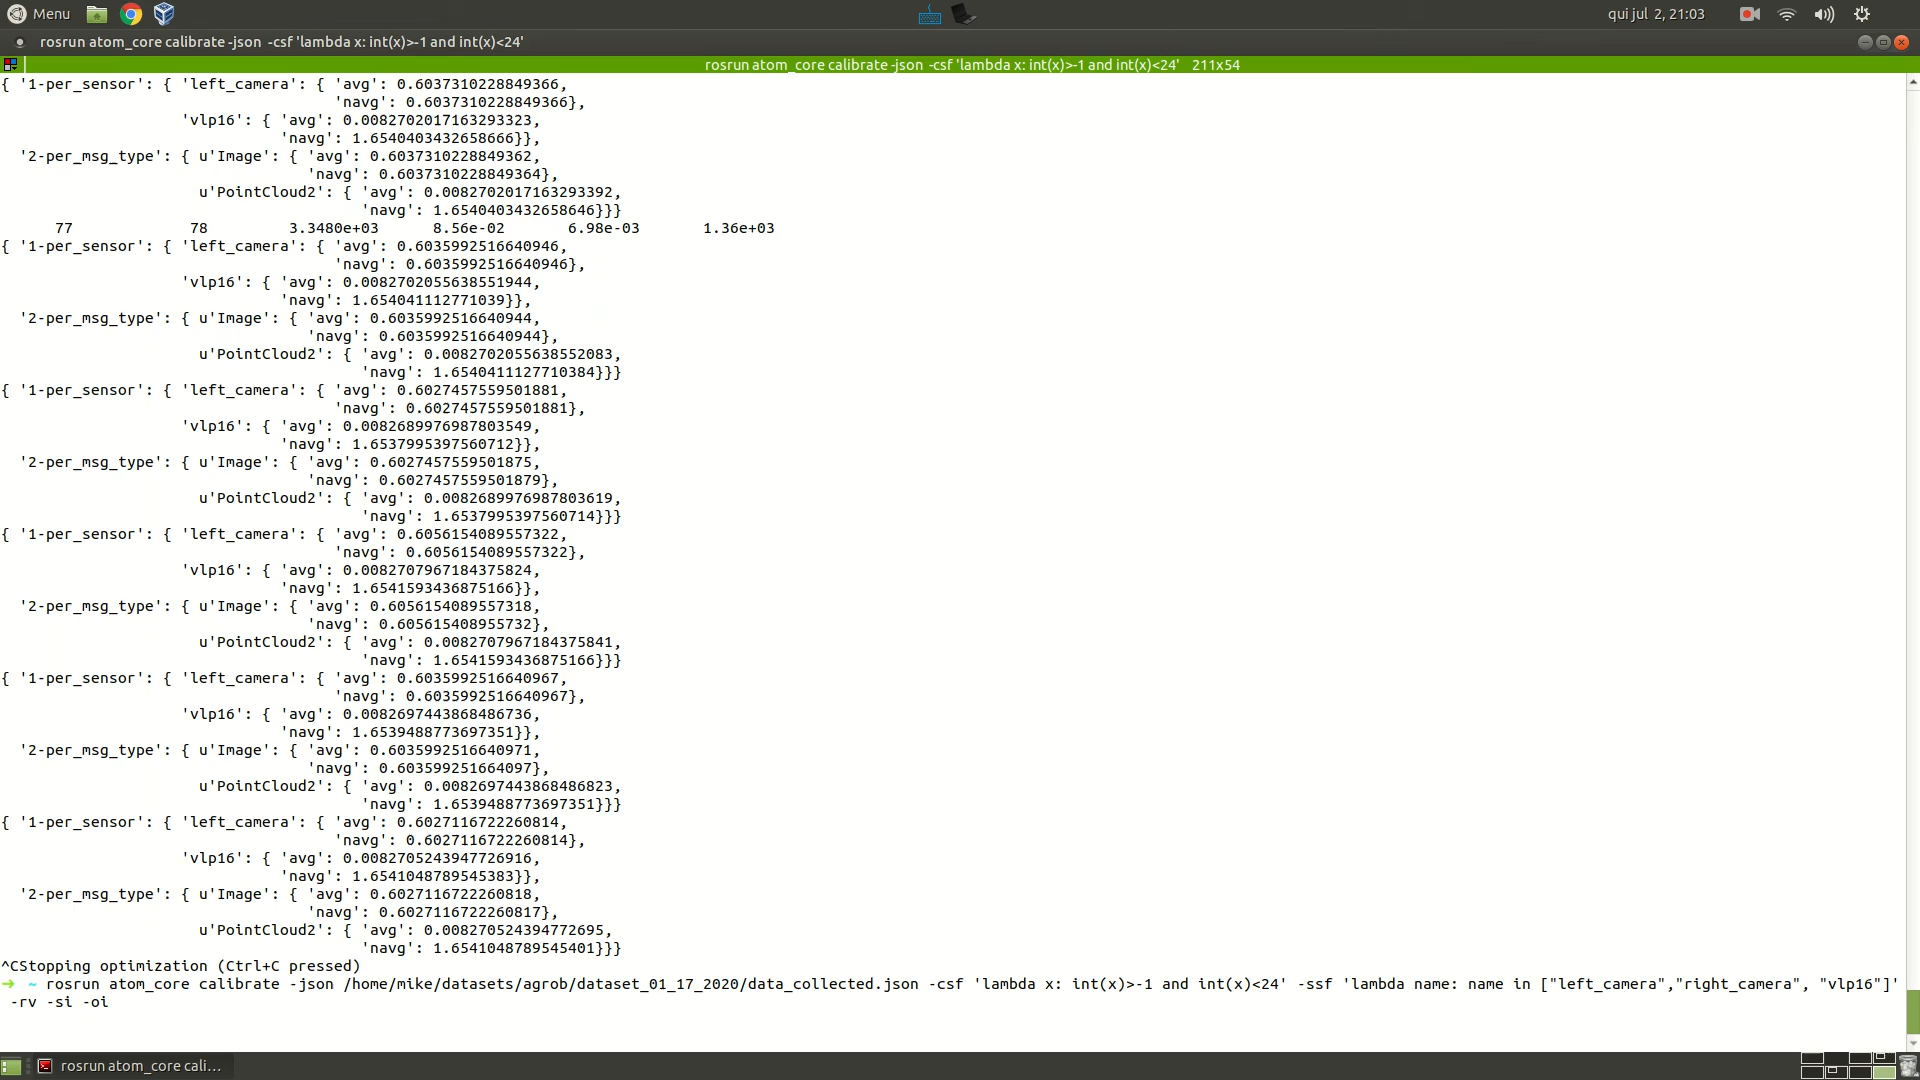 Menu
qui jul 2, 21:03
rosrun atom_core calibrate -json -csf 'lambda x: int(x)>-1 and int(x)<24'
rosrun atom_core calibrate -json -csf 'lambda x: int(x)>-1 and int(x)<24' 211x54
{ '1-per_sensor': { 'left_camera': { 'avg': 0.6037310228849366,
'navg': 0.6037310228849366},
'vlp16': { 'avg': 0.0082702017163293323,
'navg': 1.6540403432658666}},
'2-per_msg_type': { u'Image': { 'avg': 0.6037310228849362,
'navg': 0.6037310228849364},
u'PointCloud2': { 'avg': 0.0082702017163293392,
'navg': 1.6540403432658646}}}
77 78 3.3480e+03 8.56e-02 6.98e-03 1.36e+03
{ '1-per_sensor': { 'left_camera': { 'avg': 0.6035992516640946,
'navg': 0.6035992516640946},
'vlp16': { 'avg': 0.0082702055638551944,
'navg': 1.654041112771039}},
'2-per_msg_type': { u'Image': { 'avg': 0.6035992516640944,
'navg': 0.6035992516640944},
u'PointCloud2': { 'avg': 0.0082702055638552083,
'navg': 1.6540411127710384}}}
{ '1-per_sensor': { 'left_camera': { 'avg': 0.6027457559501881,
'navg': 0.6027457559501881},
'vlp16': { 'avg': 0.0082689976987803549,
'navg': 1.6537995397560712}},
'2-per_msg_type': { u'Image': { 'avg': 0.6027457559501875,
'navg': 0.6027457559501879},
u'PointCloud2': { 'avg': 0.0082689976987803619,
'navg': 1.6537995397560714}}}
{ '1-per_sensor': { 'left_camera': { 'avg': 0.6056154089557322,
'navg': 0.6056154089557322},
'vlp16': { 'avg': 0.0082707967184375824,
'navg': 1.6541593436875166}},
'2-per_msg_type': { u'Image': { 'avg': 0.6056154089557318,
'navg': 0.605615408955732},
u'PointCloud2': { 'avg': 0.0082707967184375841,
'navg': 1.6541593436875166}}}
{ '1-per_sensor': { 'left_camera': { 'avg': 0.6035992516640967,
'navg': 0.6035992516640967},
'vlp16': { 'avg': 0.0082697443868486736,
'navg': 1.6539488773697351}},
'2-per_msg_type': { u'Image': { 'avg': 0.6035992516640971,
'navg': 0.603599251664097},
u'PointCloud2': { 'avg': 0.0082697443868486823,
'navg': 1.6539488773697351}}}
{ '1-per_sensor': { 'left_camera': { 'avg': 0.6027116722260814,
'navg': 0.6027116722260814},
'vlp16': { 'avg': 0.0082705243947726916,
'navg': 1.6541048789545383}},
'2-per_msg_type': { u'Image': { 'avg': 0.6027116722260818,
'navg': 0.6027116722260817},
u'PointCloud2': { 'avg': 0.008270524394772695,
'navg': 1.6541048789545401}}}
^CStopping optimization (Ctrl+C pressed)
➜ ~ rosrun atom_core calibrate -json /home/mike/datasets/agrob/dataset_01_17_2020/data_collected.json -csf 'lambda x: int(x)>-1 and int(x)<24' -ssf 'lambda name: name in ["left_camera","right_camera", "vlp16"]'
-rv -si -oi
rosrun atom_core cali...